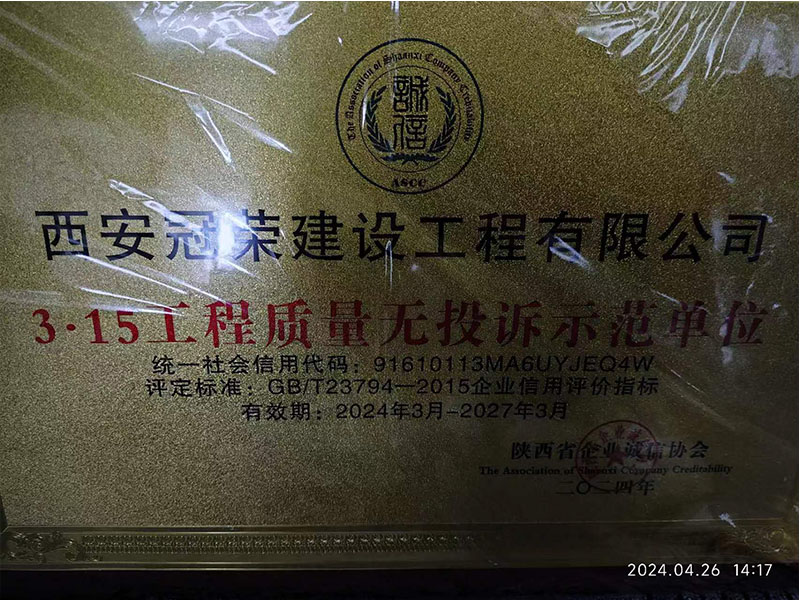 The Association of Shaanxi Company Creditability
誠信
ASCC
西安冠荣建设工程有限公司
3·15工程质量无投诉示范单位
统一社会信用代码：91610113MA6UYJEQ4W
评定标准：GB/T23794—2015企业信用评价指标
有效期：2024年3月-2027年3月
陕西省企业诚信协会
The Association of Shaanxi Company Creditability
二〇二四年
2024.04.26 14:17